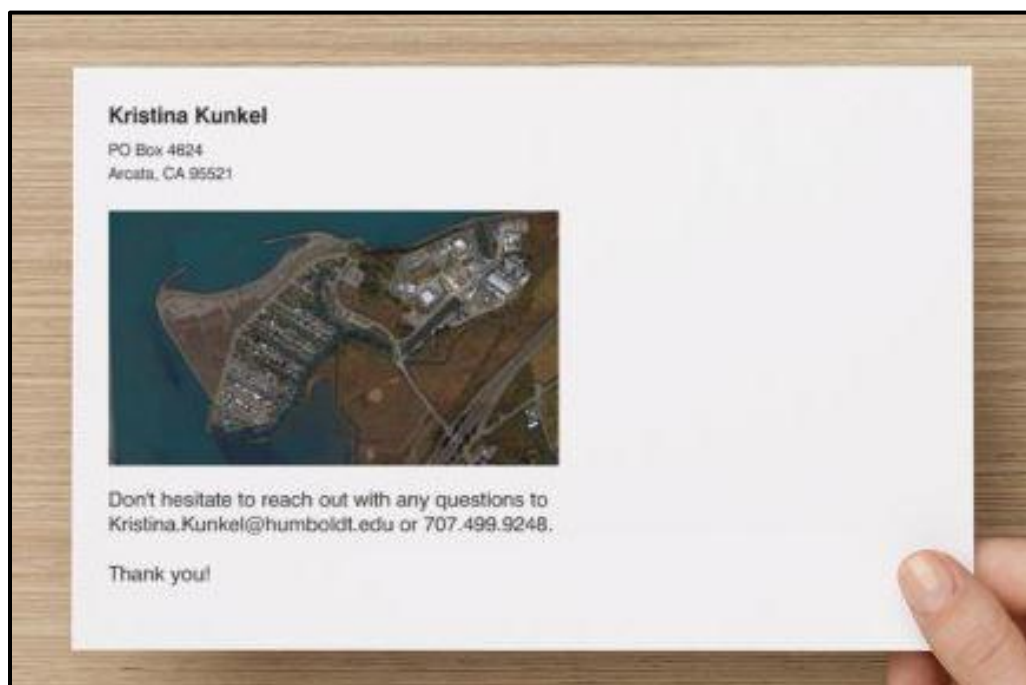 Kristina Kunkel
PO Box 4624
Arcata, CA 95521
Don't hesitate to reach out with any questions to
Kristina.Kunkel@humboldt.edu or 707.499.9248.
Thank you!